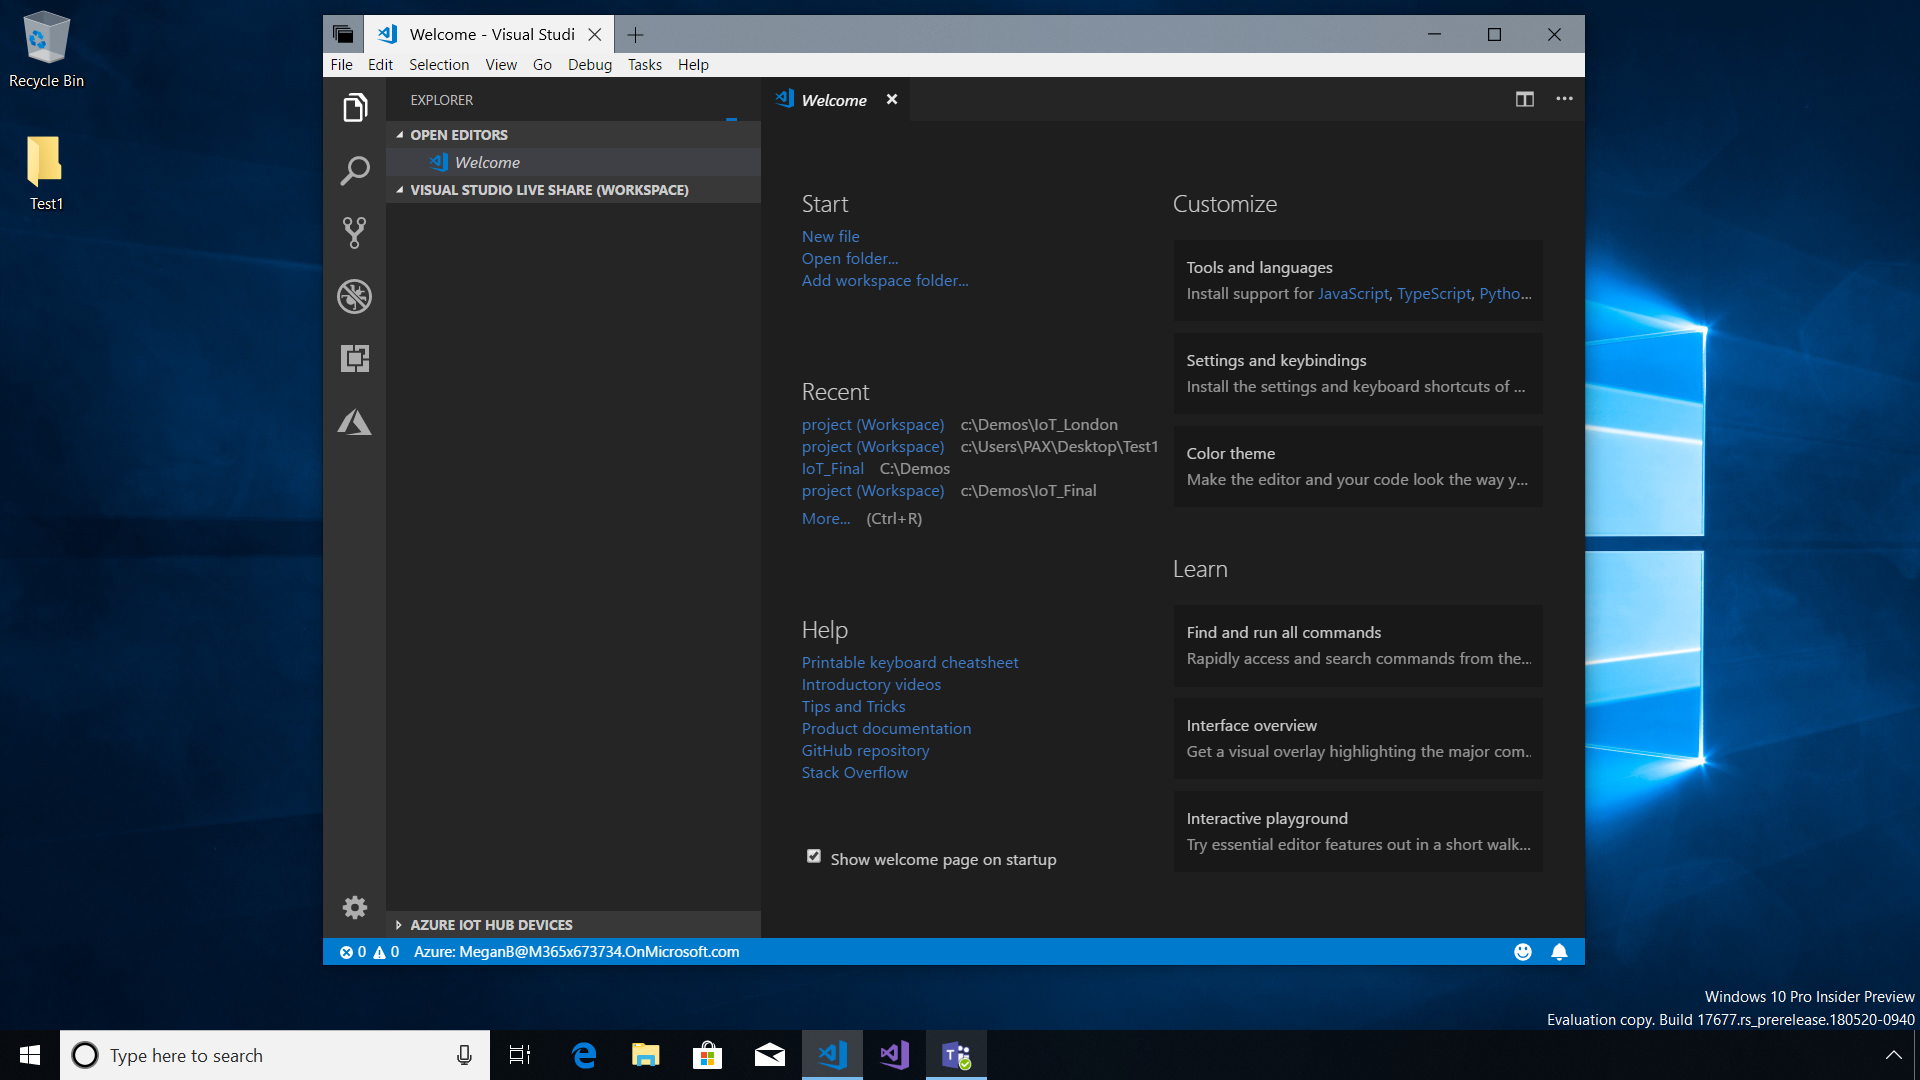 Recycle Bin
Test1
Welcome - Visual Studi
File Edit Selection View Go Debug Tasks Help
EXPLORER
OPEN EDITORS
Welcome
VISUAL STUDIO LIVE SHARE (WORKSPACE)
AZURE IOT HUB DEVICES
Welcome
Start
New file
Open folder...
Add workspace folder...
Recent
project (Workspace) c:\Demos\IoT_London
project (Workspace) c:\Users\PAX\Desktop\Test1
IoT_Final C:\Demos
project (Workspace) c:\Demos\IoT_Final
More... (Ctrl+R)
Help
Printable keyboard cheatsheet
Introductory videos
Tips and Tricks
Product documentation
GitHub repository
Stack Overflow
Show welcome page on startup
Customize
Tools and languages
Install support for JavaScript, TypeScript, Pytho...
Settings and keybindings
Install the settings and keyboard shortcuts of ...
Color theme
Make the editor and your code look the way y...
Learn
Find and run all commands
Rapidly access and search commands from the...
Interface overview
Get a visual overlay highlighting the major com...
Interactive playground
Try essential editor features out in a short walk...
0 0 Azure: MeganB@M365x673734.OnMicrosoft.com
Windows 10 Pro Insider Preview
Evaluation copy. Build 17677.rs_prerelease.180520-0940
Type here to search